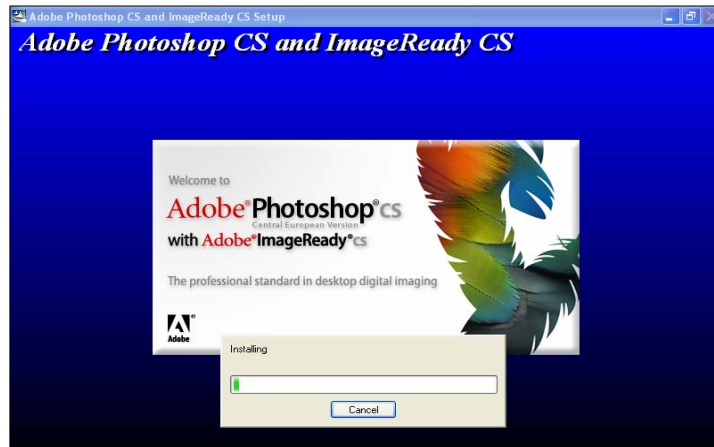 Adobe Photoshop CS and ImageReady CS Setup
Adobe Photoshop CS and ImageReady CS
Welcome to
Adobe® Photoshop® cs
Central European Version
with Adobe® ImageReady® cs
The professional standard in desktop digital imaging
Adobe
Installing
Cancel